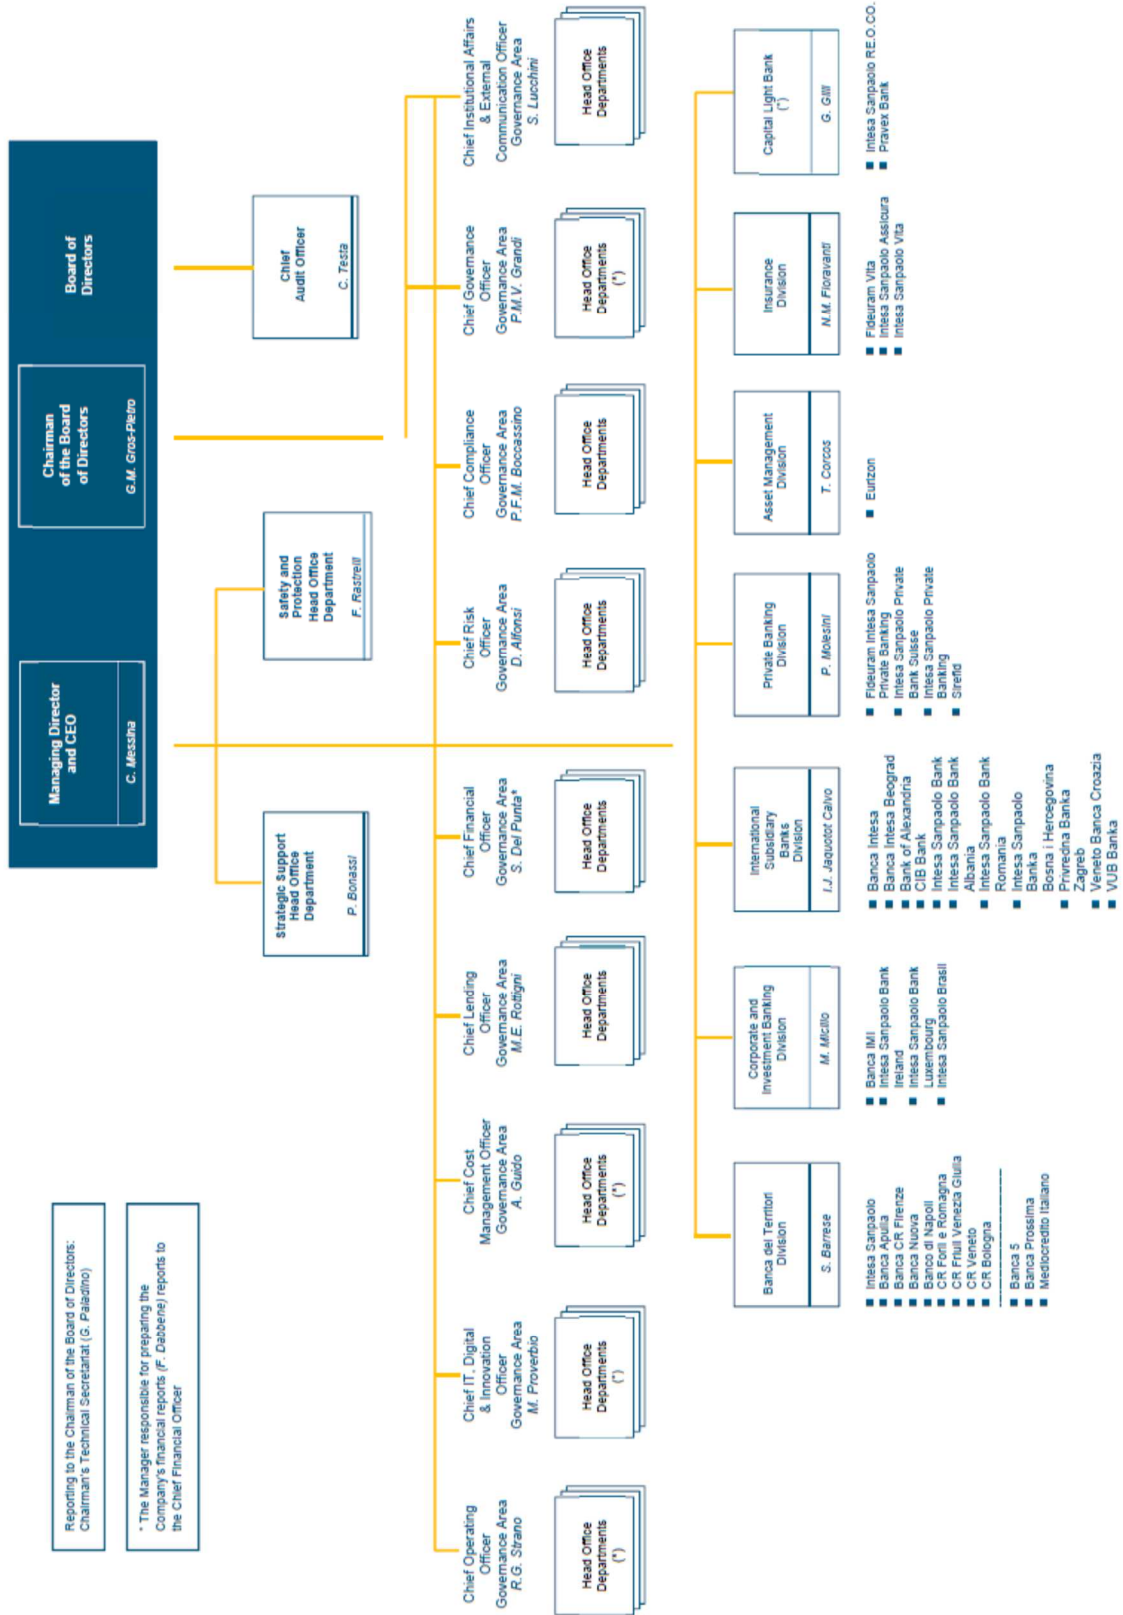 Reporting to the Chairman of the Board of Directors:
Chairman's Technical Secretariat (G. Paladino)
* The Manager responsible for preparing the
Company's financial reports (F. Dabbene) reports to
the Chief Financial Officer
Managing Director
and CEO
C. Messina
Chairman
of the Board
of Directors
G.M. Gros-Pietro
Board of
Directors
Strategic Support
Head Office
Department
P. Bonassi
Safety and
Protection
Head Office
Department
F. Rastrelli
Chief
Audit Officer
C. Testa
Chief Operating
Officer
Governance Area
R.G. Strano
Chief IT, Digital
& Innovation
Officer
Governance Area
M. Proverbio
Chief Cost
Management Officer
Governance Area
A. Guido
Chief Lending
Officer
Governance Area
M.E. Rottigni
Chief Financial
Officer
Governance Area
S. Del Punta*
Chief Risk
Officer
Governance Area
D. Alfonsi
Chief Compliance
Officer
Governance Area
P.F.M. Boccassino
Chief Governance
Officer
Governance Area
P.M.V. Grandi
Chief Institutional Affairs
& External
Communication Officer
Governance Area
S. Lucchini
Head Office
Departments
(*)
Head Office
Departments
(*)
Head Office
Departments
(*)
Head Office
Departments
Head Office
Departments
Head Office
Departments
Head Office
Departments
Head Office
Departments
(*)
Head Office
Departments
Banca dei Territori
Division
S. Barrese
Corporate and
Investment Banking
Division
M. Micillo
International
Subsidiary
Banks
Division
I.J. Jaquotot Calvo
Private Banking
Division
P. Molesini
Asset Management
Division
T. Corcos
Insurance
Division
N.M. Fioravanti
Capital Light Bank
(*)
G. Gilli
■ Intesa Sanpaolo
■ Banca Apulia
■ Banca CR Firenze
■ Banca Nuova
■ Banco di Napoli
■ CR Forlì e Romagna
■ CR Friuli Venezia Giulia
■ CR Veneto
■ CR Bologna
■ Banca 5
■ Banca Prossima
■ Mediocredito Italiano
■ Banca IMI
■ Intesa Sanpaolo Bank
Ireland
■ Intesa Sanpaolo Bank
Luxembourg
■ Intesa Sanpaolo Brasil
■ Banca Intesa
■ Banca Intesa Beograd
■ Bank of Alexandria
■ CIB Bank
■ Intesa Sanpaolo Bank
■ Intesa Sanpaolo Bank
Albania
■ Intesa Sanpaolo Bank
Romania
■ Intesa Sanpaolo
Banka
Bosna i Hercegovina
■ Privredna Banka
Zagreb
■ Veneto Banca Croazia
■ VUB Banka
■ Fideuram Intesa Sanpaolo
Private Banking
■ Intesa Sanpaolo Private
Bank Suisse
■ Intesa Sanpaolo Private
Banking
■ Sirefid
■ Eurizon
■ Fideuram Vita
■ Intesa Sanpaolo Assicura
■ Intesa Sanpaolo Vita
■ Intesa Sanpaolo RE.O.CO.
■ Pravex Bank